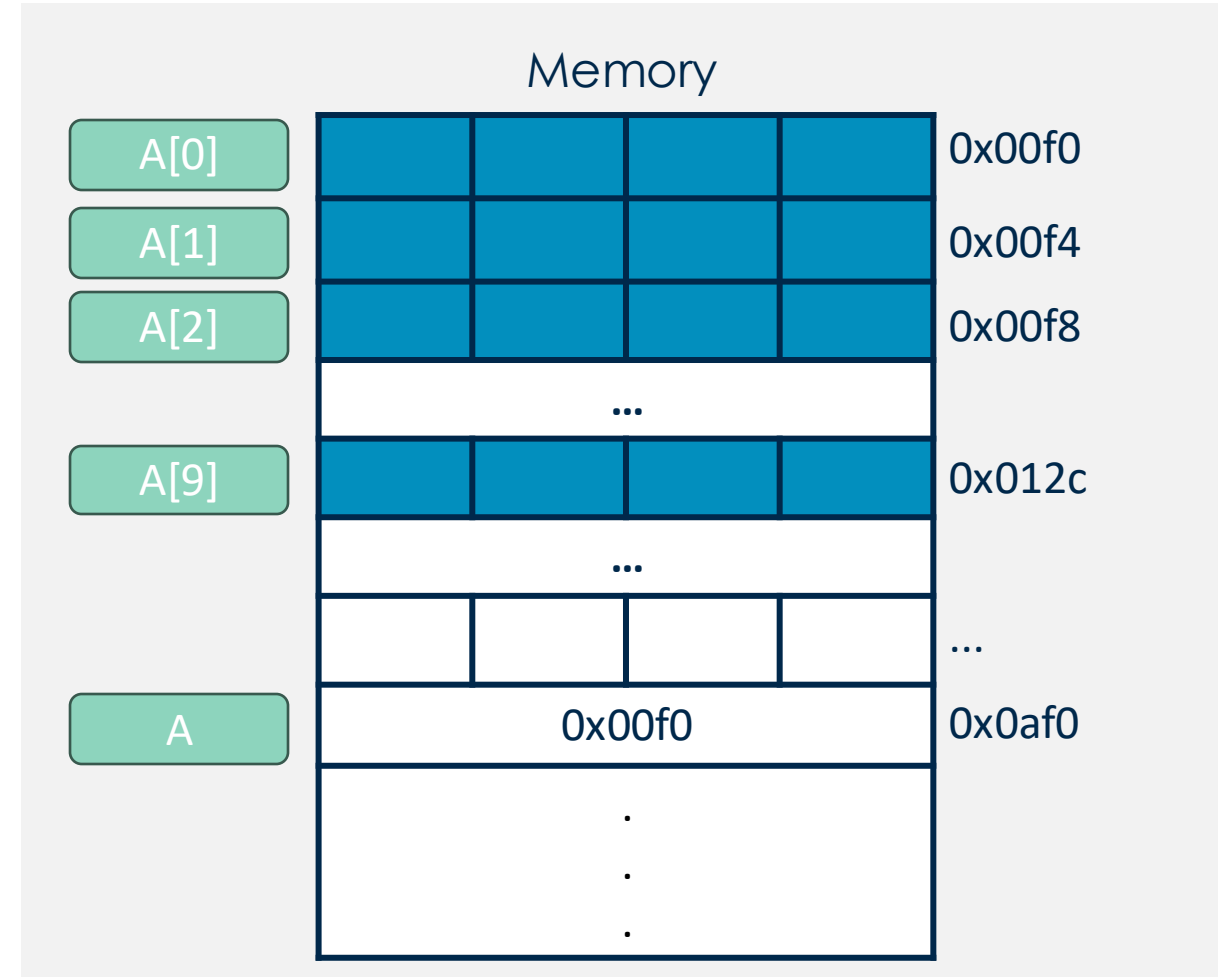 Memory
A[0] 0x00f0
A[1] 0x00f4
A[2] 0x00f8
...
A[9] 0x012c
...
...
A 0x00f0 0x0af0
.
.
.